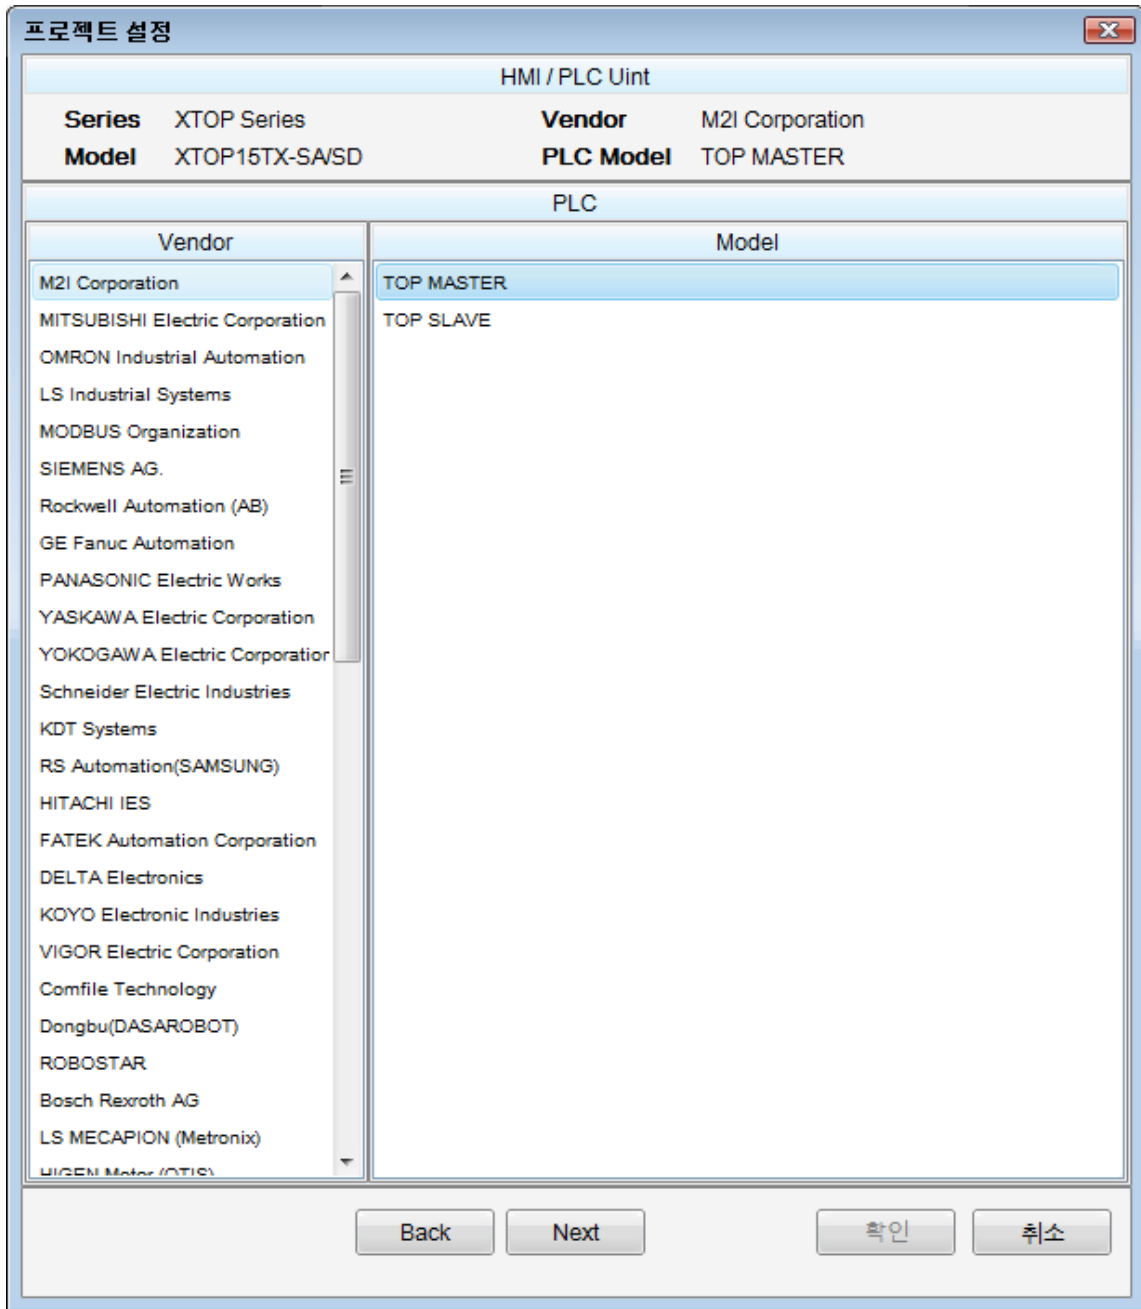 프로젝트 설정
HMI / PLC Uint
Series XTOP Series Vendor M2I Corporation
Model XTOP15TX-SA/SD PLC Model TOP MASTER
PLC
Vendor Model
M2I Corporation TOP MASTER
MITSUBISHI Electric Corporation TOP SLAVE
OMRON Industrial Automation
LS Industrial Systems
MODBUS Organization
SIEMENS AG.
Rockwell Automation (AB)
GE Fanuc Automation
PANASONIC Electric Works
YASKAWA Electric Corporation
YOKOGAWA Electric Corporation
Schneider Electric Industries
KDT Systems
RS Automation(SAMSUNG)
HITACHI IES
FATEK Automation Corporation
DELTA Electronics
KOYO Electronic Industries
VIGOR Electric Corporation
Comfile Technology
Dongbu(DASAROBOT)
ROBOSTAR
Bosch Rexroth AG
LS MECAPION (Metronix)
HIGEN Motor (OTIS)
Back Next 확인 취소